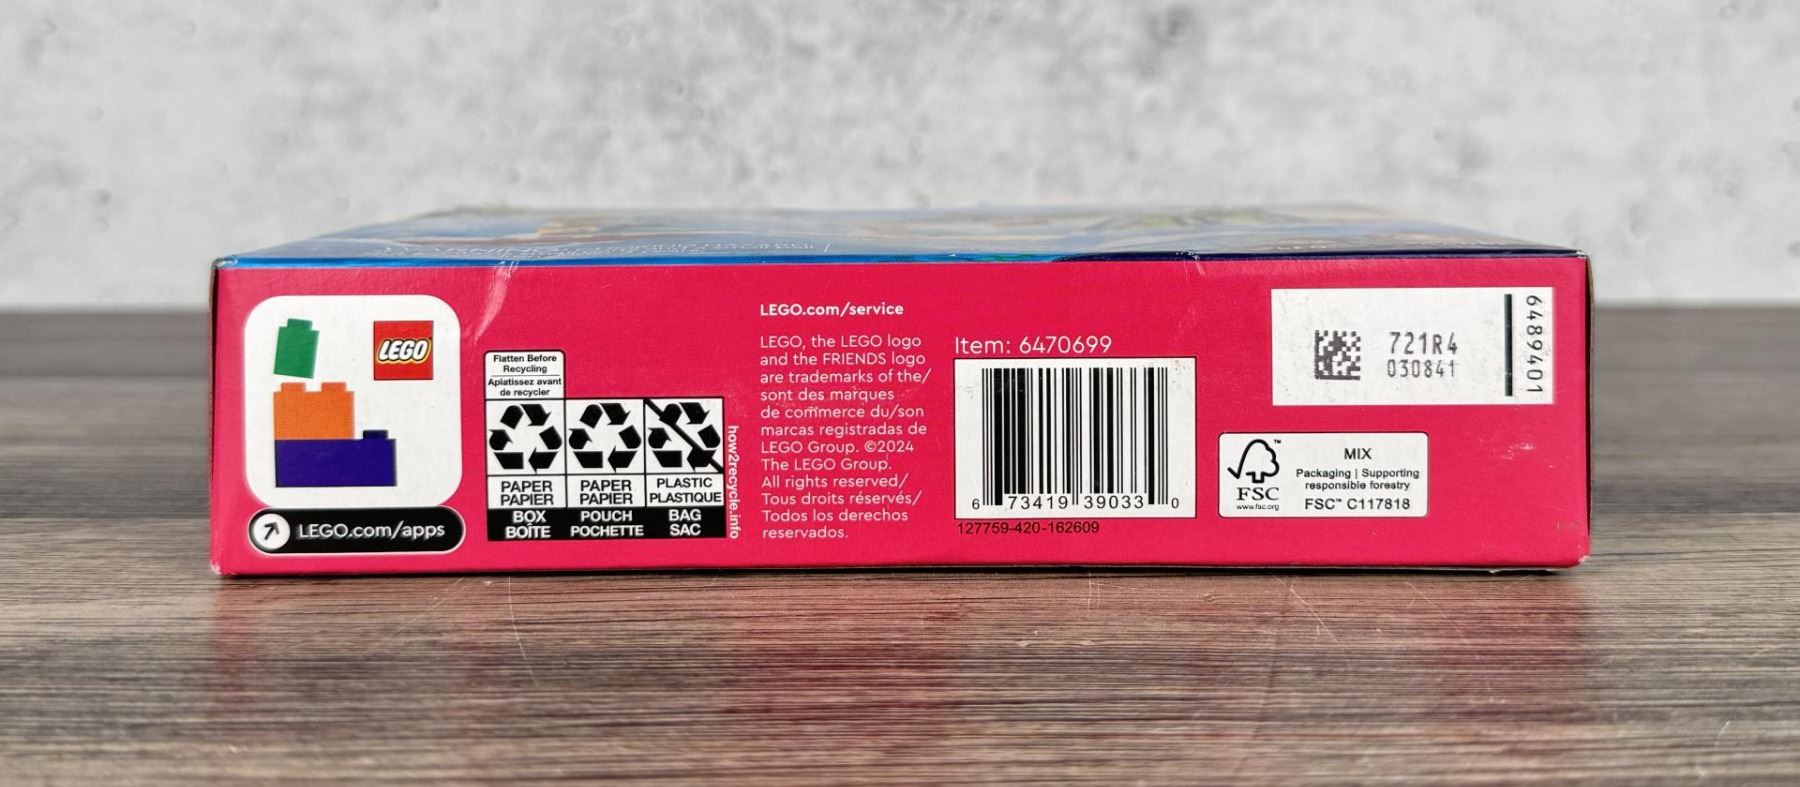 LEGO
LEGO.com/apps
Flatten Before
Recycling
Aplatissez avant
de recycler
PAPER
PAPIER
BOX
BOÎTE
PAPER
PAPIER
POUCH
POCHETTE
PLASTIC
PLASTIQUE
BAG
SAC
how2recycle.info
LEGO.com/service
LEGO, the LEGO logo
and the FRIENDS logo
are trademarks of the/
sont des marques
de commerce du/son
marcas registradas de
LEGO Group. ©2024
The LEGO Group.
All rights reserved/
Tous droits réservés/
Todos los derechos
reservados.
Item: 6470699
6 73419 39033 0
127759-420-162609
721R4
030841
6489401
FSC
www.fsc.org
MIX
Packaging | Supporting
responsible forestry
FSC™ C117818